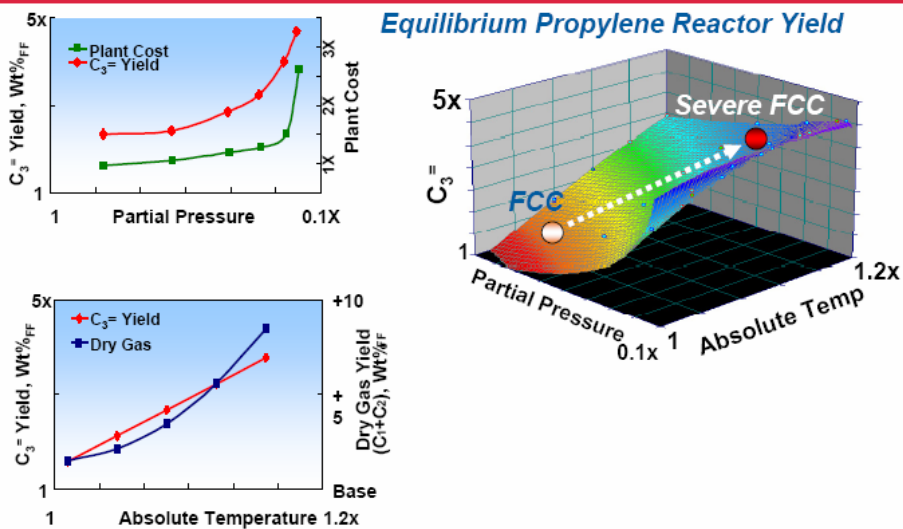 Equilibrium Propylene Reactor Yield
5x
Plant Cost
C3= Yield
C3= Yield, Wt%FF
3X
2X
1X
Plant Cost
1
1
Partial Pressure
0.1X
5x
Severe FCC
FCC
C3=
1
Partial Pressure
0.1x
1
Absolute Temp
1.2x
5x
C3= Yield
Dry Gas
C3= Yield, Wt%FF
+10
+
5
Base
Dry Gas Yield
(C1+C2), Wt%FF
1
1
Absolute Temperature
1.2x